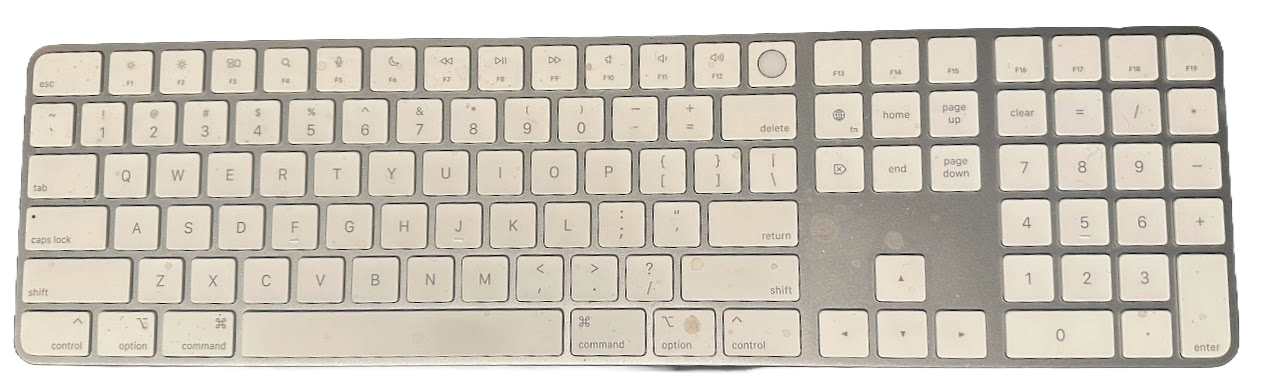 esc F1 F2 F3 F4 F5 F6 F7 F8 F9 F10 F11 F12 F13 F14 F15 F16 F17 F18 F19
~ ! @ # $ % ^ & * ( ) — +
` 1 2 3 4 5 6 7 8 9 0 - = delete fn home page up clear = / *
tab Q W E R T Y U I O P { [ } ] | \ end page down 7 8 9 −
caps lock A S D F G H J K L : ; " ' return 4 5 6 +
shift Z X C V B N M < , > . ? / shift 1 2 3
control option command command option control 0 . enter